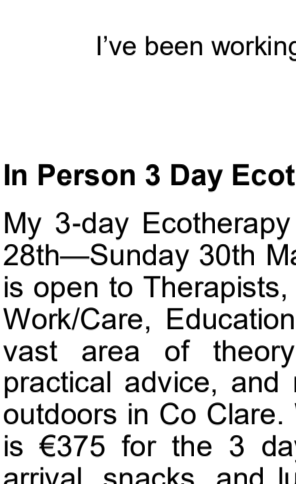 I've been working
In Person 3 Day Ecot
My 3-day Ecotherapy
28th—Sunday 30th Ma
is open to Therapists,
Work/Care, Education
vast area of theory
practical advice, and
outdoors in Co Clare.
is €375 for the 3 da
arrival, snacks, and lu